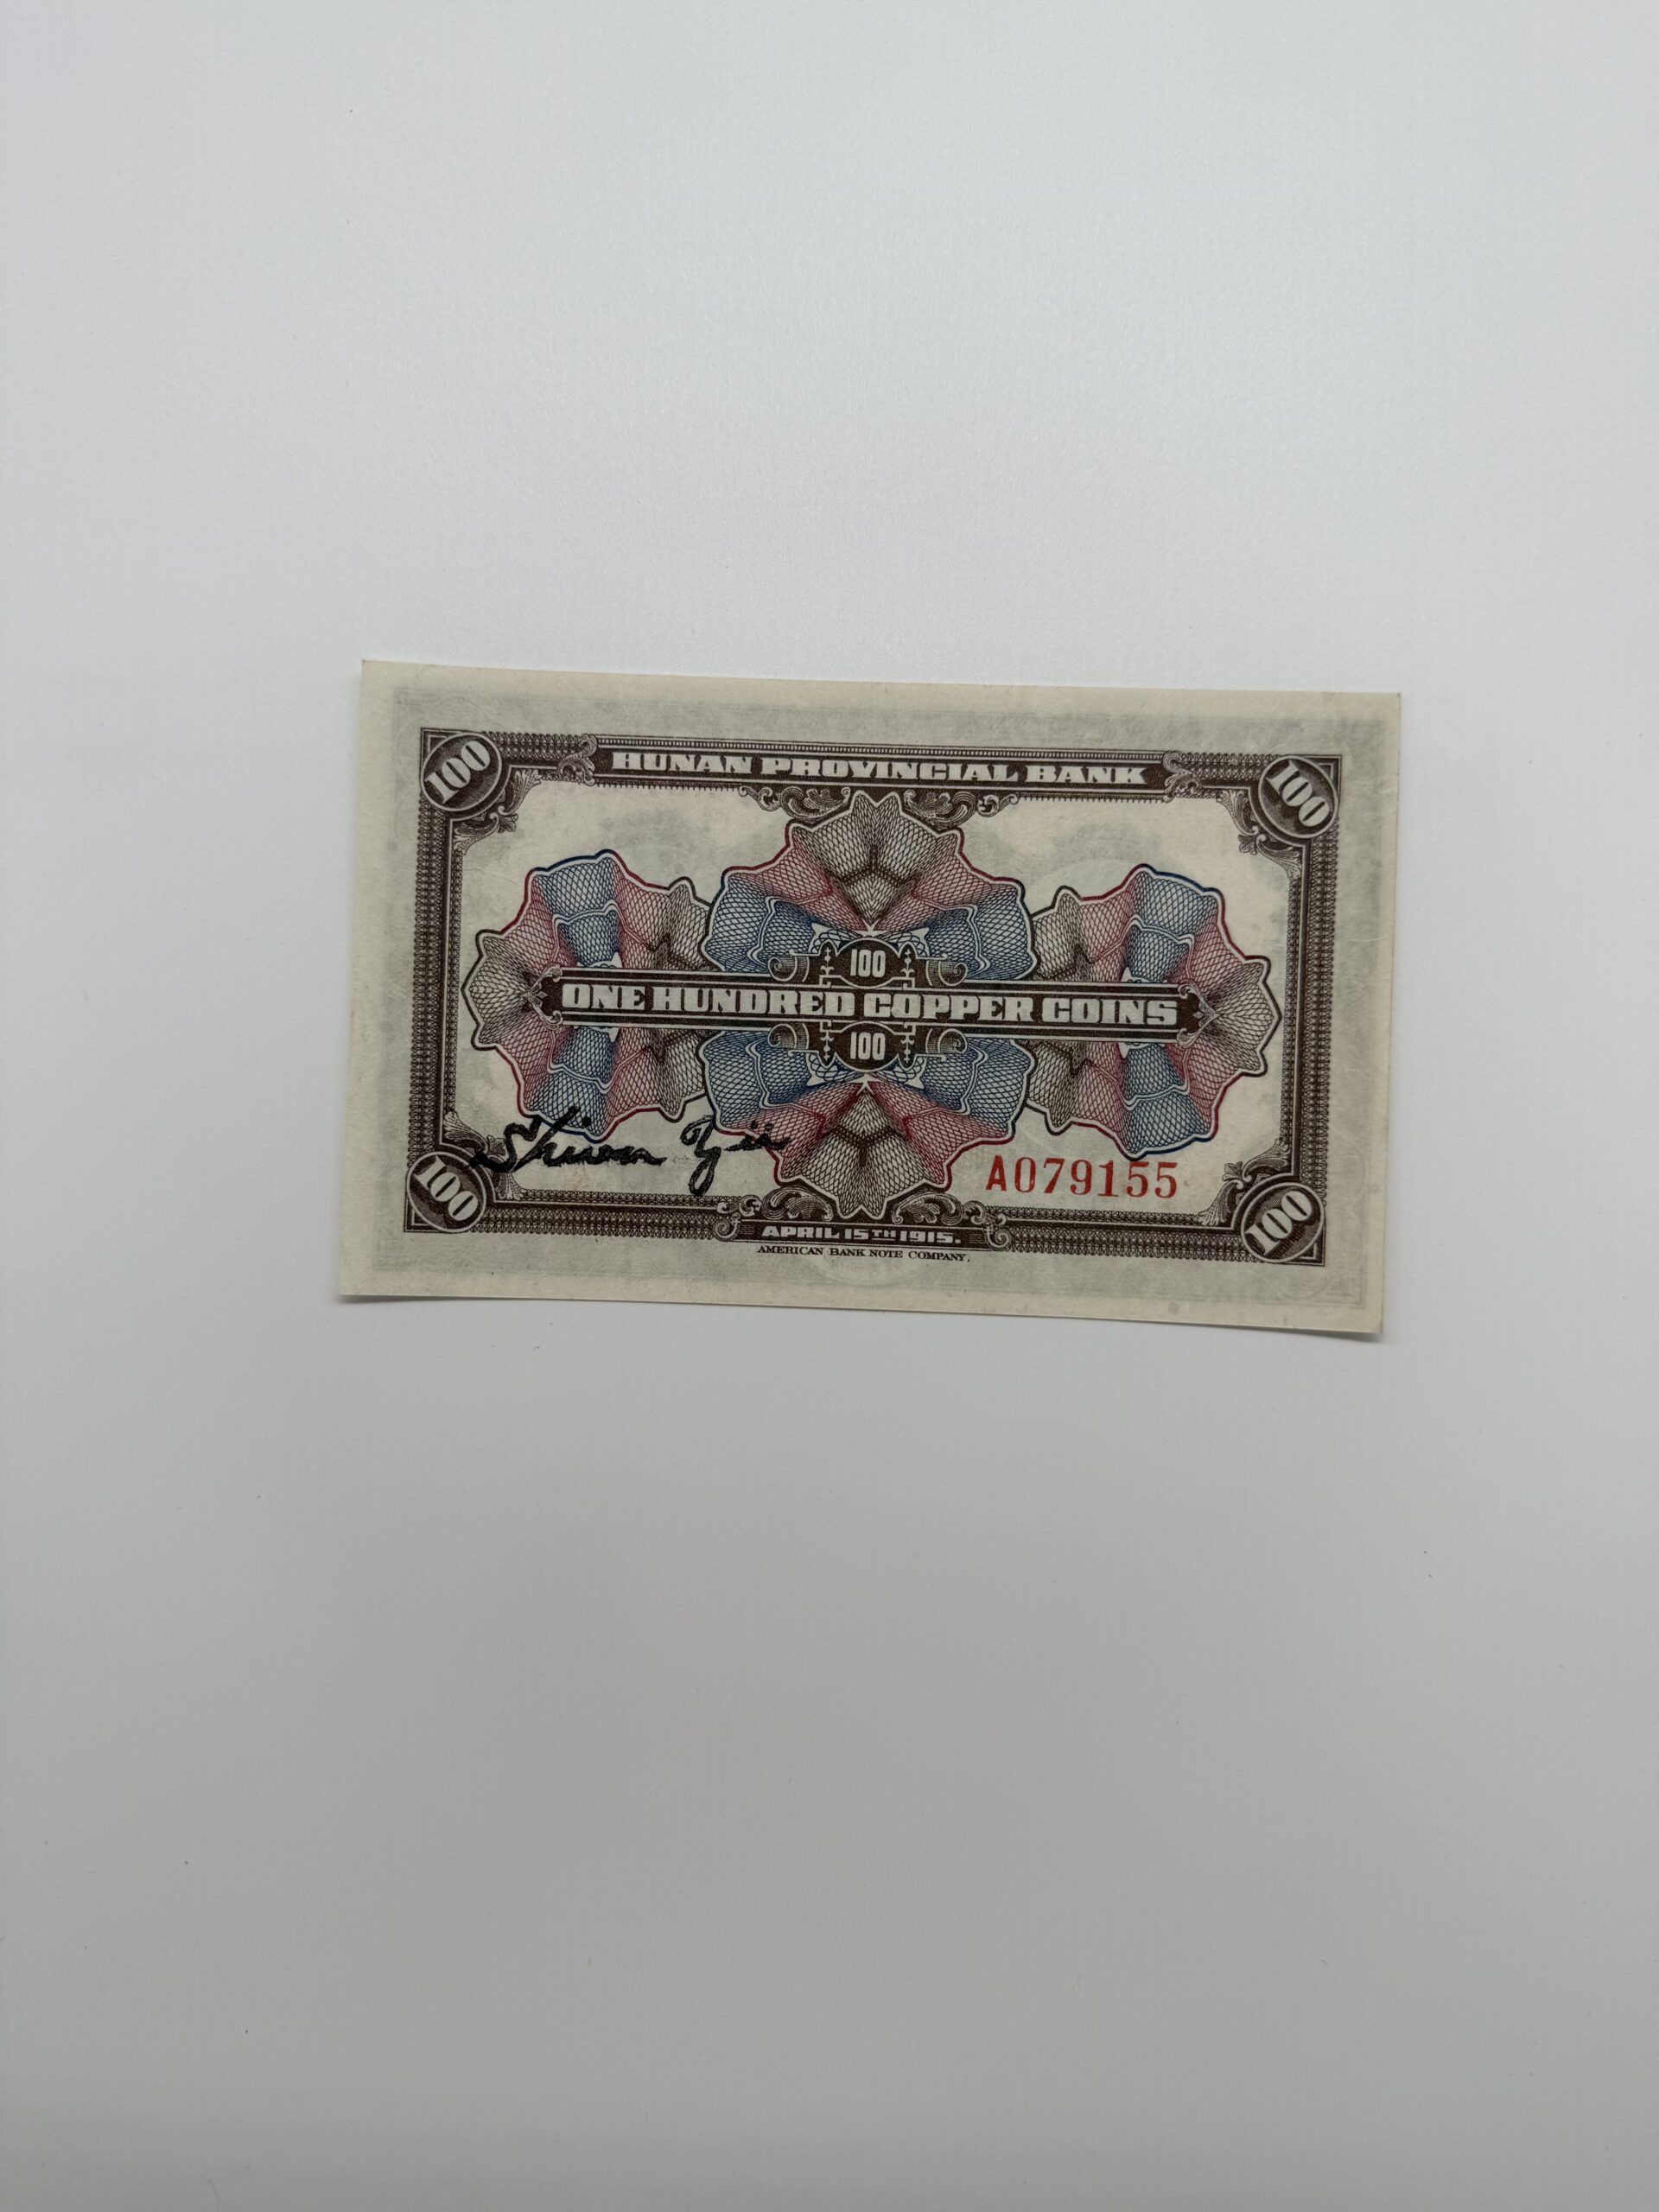 100 HUNAN PROVINCIAL BANK 100
100
ONE HUNDRED COPPER COINS
100
A079155
100 APRIL 15TH 1915. 100
AMERICAN BANK NOTE COMPANY.